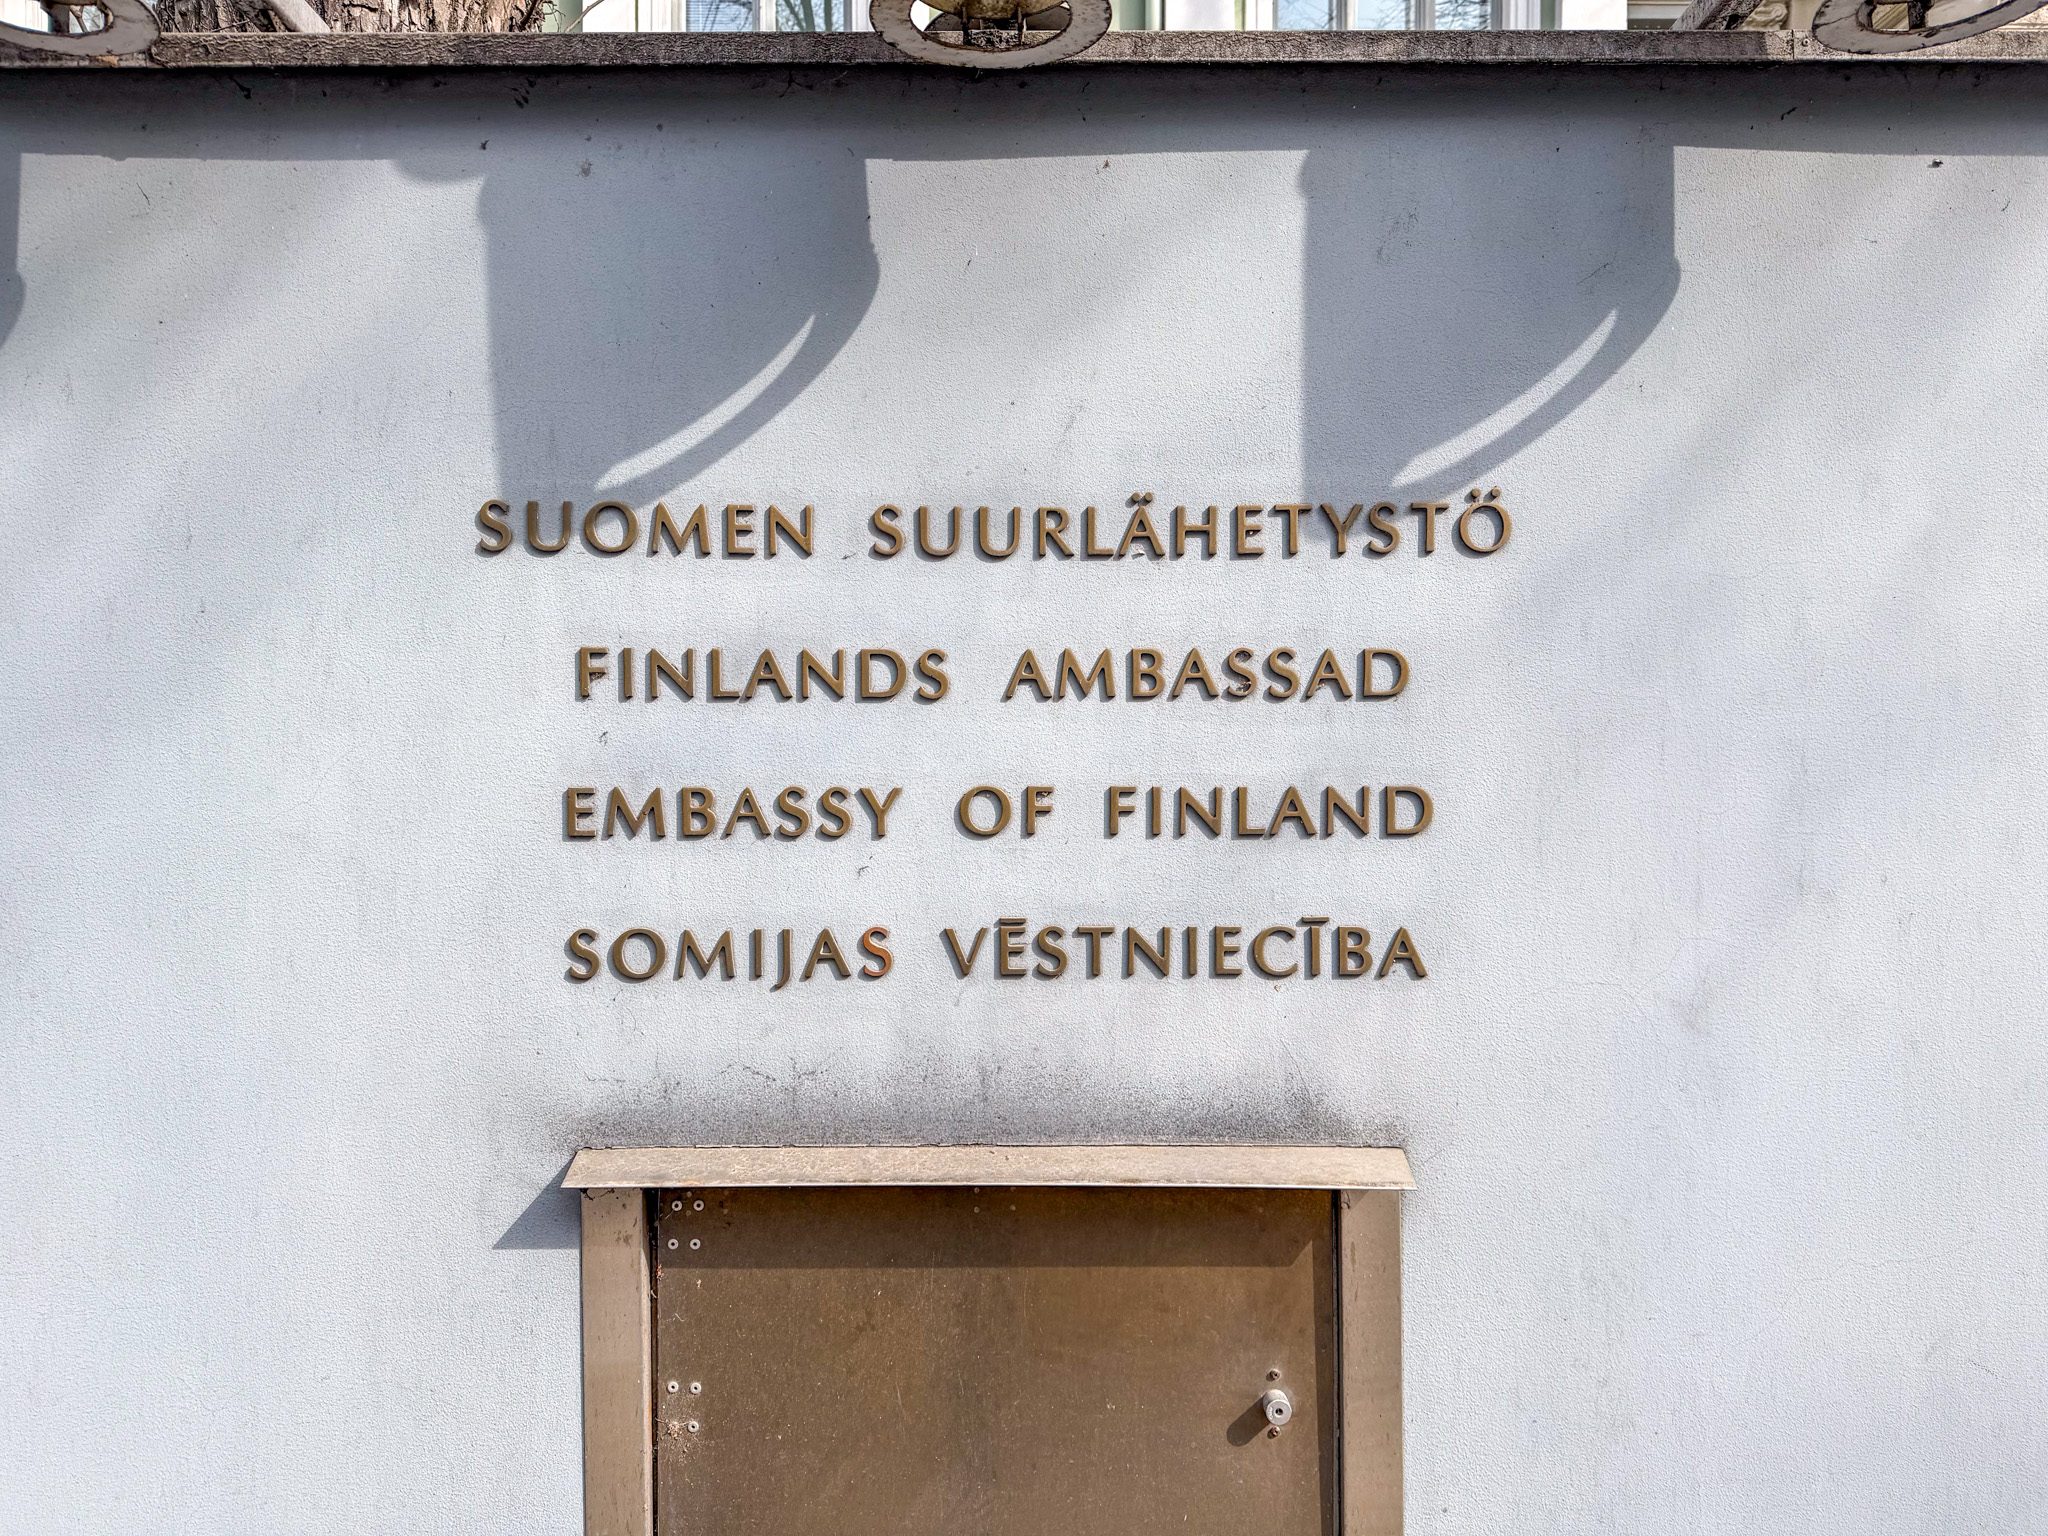 SUOMEN SUURLÄHETYSTÖ
FINLANDS AMBASSAD
EMBASSY OF FINLAND
SOMIJAS VĒSTNIECĪBA